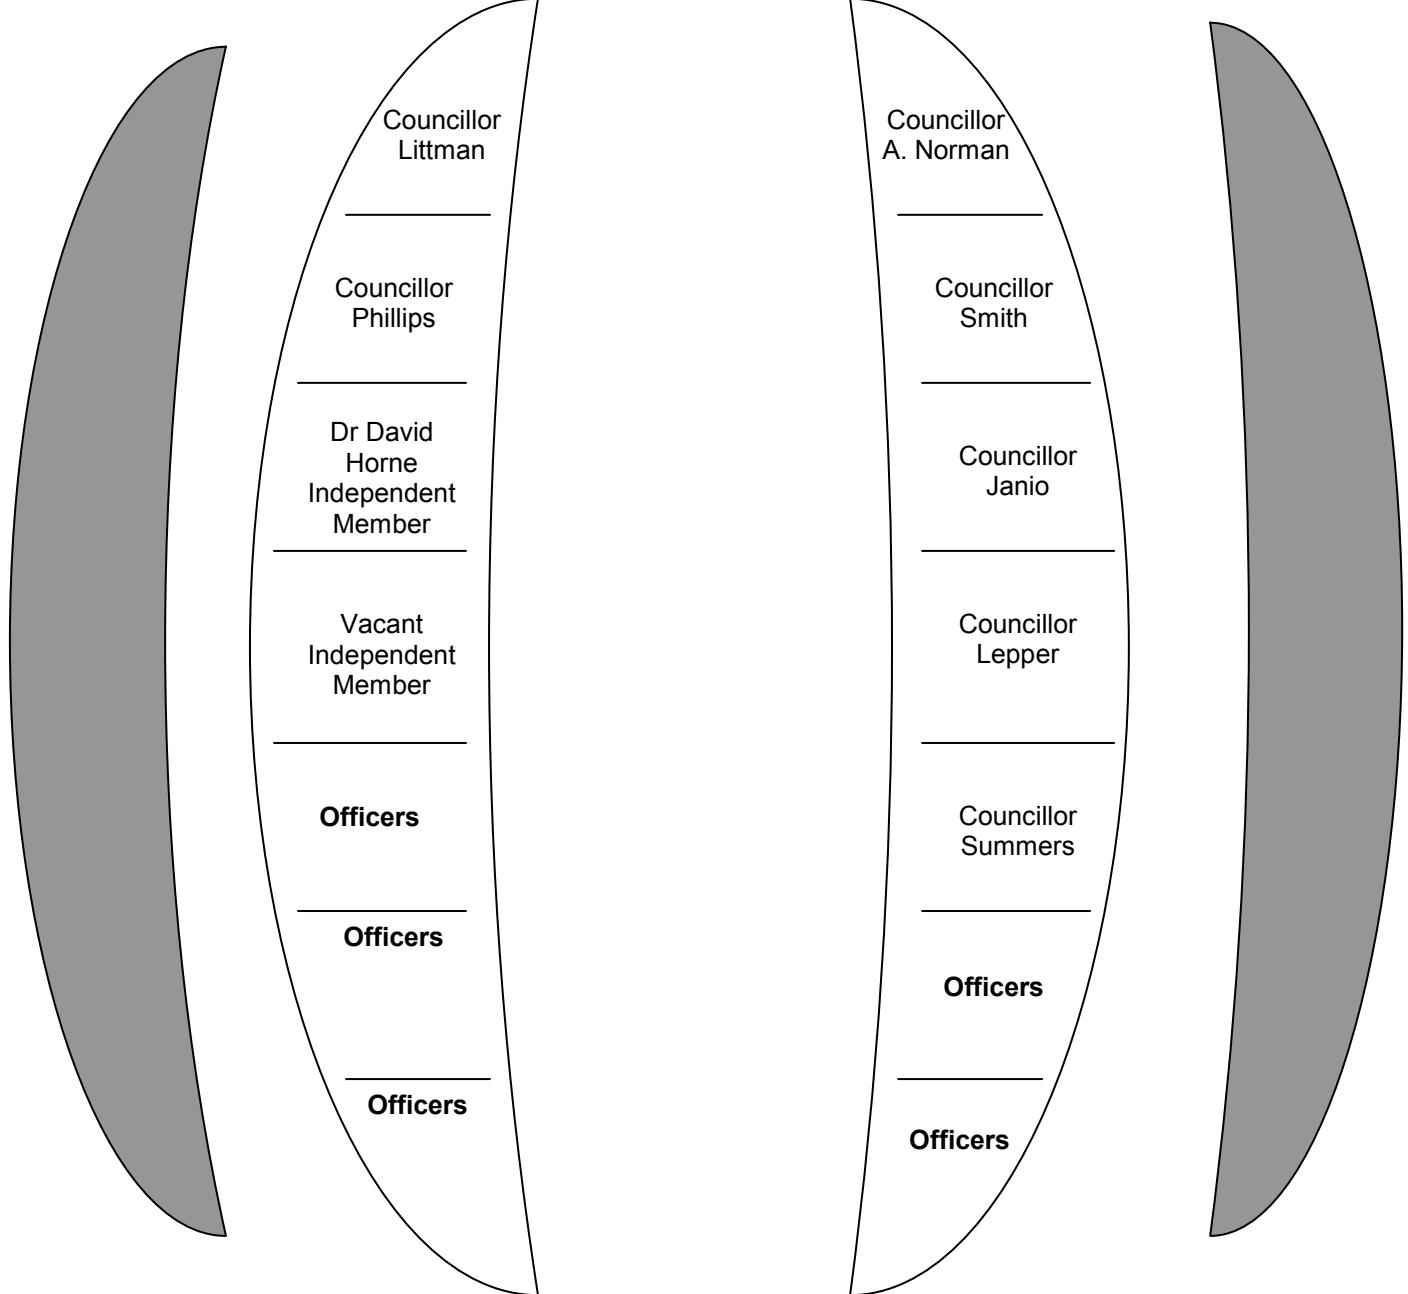 Councillor
Littman
Councillor
Phillips
Dr David
Horne
Independent
Member
Vacant
Independent
Member
Officers
Officers
Officers
Councillor
A. Norman
Councillor
Smith
Councillor
Janio
Councillor
Lepper
Councillor
Summers
Officers
Officers